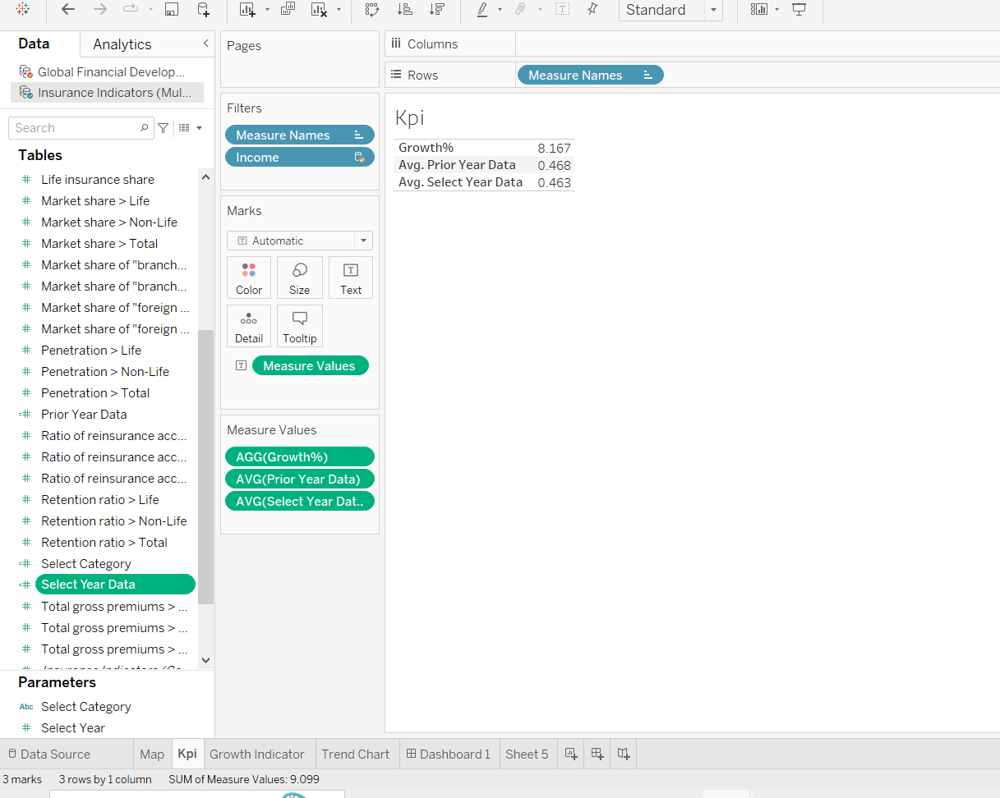 Standard
Data
Analytics
Global Financial Develop...
Insurance Indicators (Mul...
Search
Tables
Life insurance share
Market share > Life
Market share > Non-Life
Market share > Total
Market share of "branch...
Market share of "branch...
Market share of "foreign ...
Market share of "foreign ...
Penetration > Life
Penetration > Non-Life
Penetration > Total
Prior Year Data
Ratio of reinsurance acc...
Ratio of reinsurance acc...
Ratio of reinsurance acc...
Retention ratio > Life
Retention ratio > Non-Life
Retention ratio > Total
Select Category
Select Year Data
Total gross premiums > ...
Total gross premiums > ...
Total gross premiums > ...
Parameters
Abc Select Category
Select Year
Pages
Filters
Measure Names
Income
Marks
Automatic
Color Size Text
Detail Tooltip
Measure Values
Measure Values
AGG(Growth%)
AVG(Prior Year Data)
AVG(Select Year Dat..
Columns
Rows Measure Names
Kpi
Growth% 8.167
Avg. Prior Year Data 0.468
Avg. Select Year Data 0.463
Data Source Map Kpi Growth Indicator Trend Chart Dashboard 1 Sheet 5
3 marks 3 rows by 1 column SUM of Measure Values: 9.099